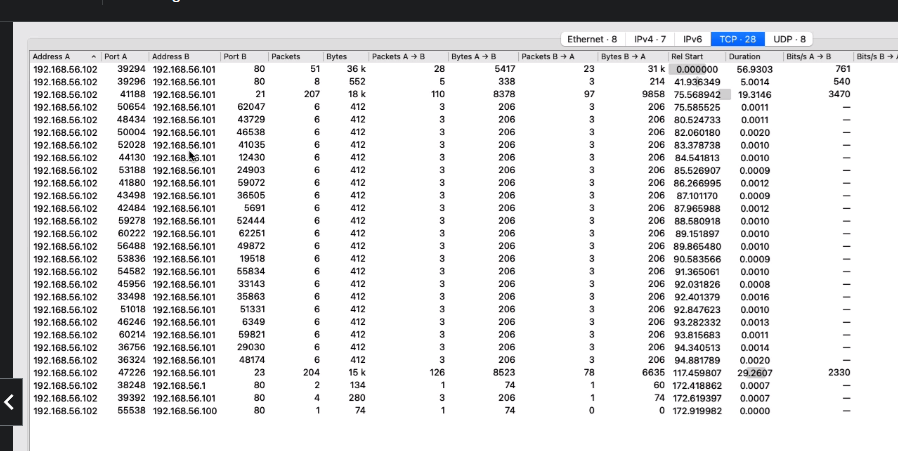 Ethernet · 8 IPv4 · 7 IPv6 TCP · 28 UDP · 8
Address A Port A Address B Port B Packets Bytes Packets A → B Bytes A → B Packets B → A Bytes B → A Rel Start Duration Bits/s A → B Bits/s B →
192.168.56.102 39294 192.168.56.101 80 51 36 k 28 5417 23 31 k 0.000000 56.9303 761
192.168.56.102 39296 192.168.56.101 80 8 552 5 338 3 214 41.936349 5.0014 540
192.168.56.102 41188 192.168.56.101 21 207 18 k 110 8378 97 9858 75.568942 19.3146 3470
192.168.56.102 50654 192.168.56.101 62047 6 412 3 206 3 206 75.585525 0.0011 —
192.168.56.102 48434 192.168.56.101 43729 6 412 3 206 3 206 80.524733 0.0011 —
192.168.56.102 50004 192.168.56.101 46538 6 412 3 206 3 206 82.060180 0.0020 —
192.168.56.102 52028 192.168.56.101 41035 6 412 3 206 3 206 83.378738 0.0010 —
192.168.56.102 44130 192.168.56.101 12430 6 412 3 206 3 206 84.541813 0.0010 —
192.168.56.102 53188 192.168.56.101 24903 6 412 3 206 3 206 85.526907 0.0009 —
192.168.56.102 41880 192.168.56.101 59072 6 412 3 206 3 206 86.266995 0.0012 —
192.168.56.102 43498 192.168.56.101 36505 6 412 3 206 3 206 87.101170 0.0009 —
192.168.56.102 42484 192.168.56.101 5691 6 412 3 206 3 206 87.965988 0.0012 —
192.168.56.102 59278 192.168.56.101 52444 6 412 3 206 3 206 88.580918 0.0010 —
192.168.56.102 60222 192.168.56.101 62251 6 412 3 206 3 206 89.151897 0.0010 —
192.168.56.102 56488 192.168.56.101 49872 6 412 3 206 3 206 89.865480 0.0010 —
192.168.56.102 53836 192.168.56.101 19518 6 412 3 206 3 206 90.583566 0.0009 —
192.168.56.102 54582 192.168.56.101 55834 6 412 3 206 3 206 91.365061 0.0010 —
192.168.56.102 45956 192.168.56.101 33143 6 412 3 206 3 206 92.031826 0.0008 —
192.168.56.102 33498 192.168.56.101 35863 6 412 3 206 3 206 92.401379 0.0016 —
192.168.56.102 51018 192.168.56.101 51331 6 412 3 206 3 206 92.847623 0.0010 —
192.168.56.102 46246 192.168.56.101 6349 6 412 3 206 3 206 93.282332 0.0013 —
192.168.56.102 60214 192.168.56.101 59821 6 412 3 206 3 206 93.815683 0.0011 —
192.168.56.102 36756 192.168.56.101 29030 6 412 3 206 3 206 94.340513 0.0014 —
192.168.56.102 36324 192.168.56.101 48174 6 412 3 206 3 206 94.881789 0.0020 —
192.168.56.102 47226 192.168.56.101 23 204 15 k 126 8523 78 6635 117.459807 29.2607 2330
192.168.56.102 38248 192.168.56.1 80 2 134 1 74 1 60 172.418862 0.0007 —
192.168.56.102 39392 192.168.56.101 80 4 280 3 206 1 74 172.619397 0.0007 —
192.168.56.102 55538 192.168.56.100 80 1 74 1 74 0 0 172.919982 0.0000 —